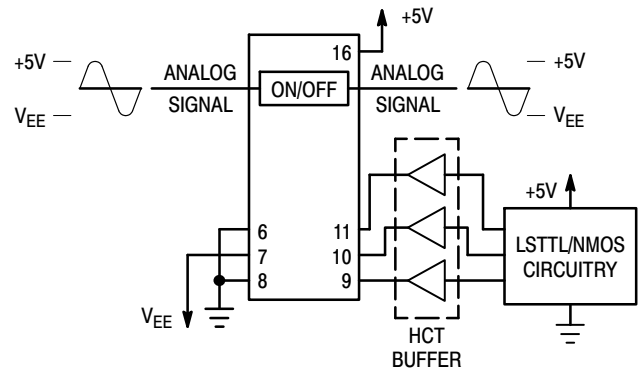 +5V
16
+5V
V_EE
ANALOG
SIGNAL
ON/OFF
ANALOG
SIGNAL
+5V
V_EE
6
7
8
11
10
9
V_EE
+5V
LSTTL/NMOS
CIRCUITRY
HCT
BUFFER